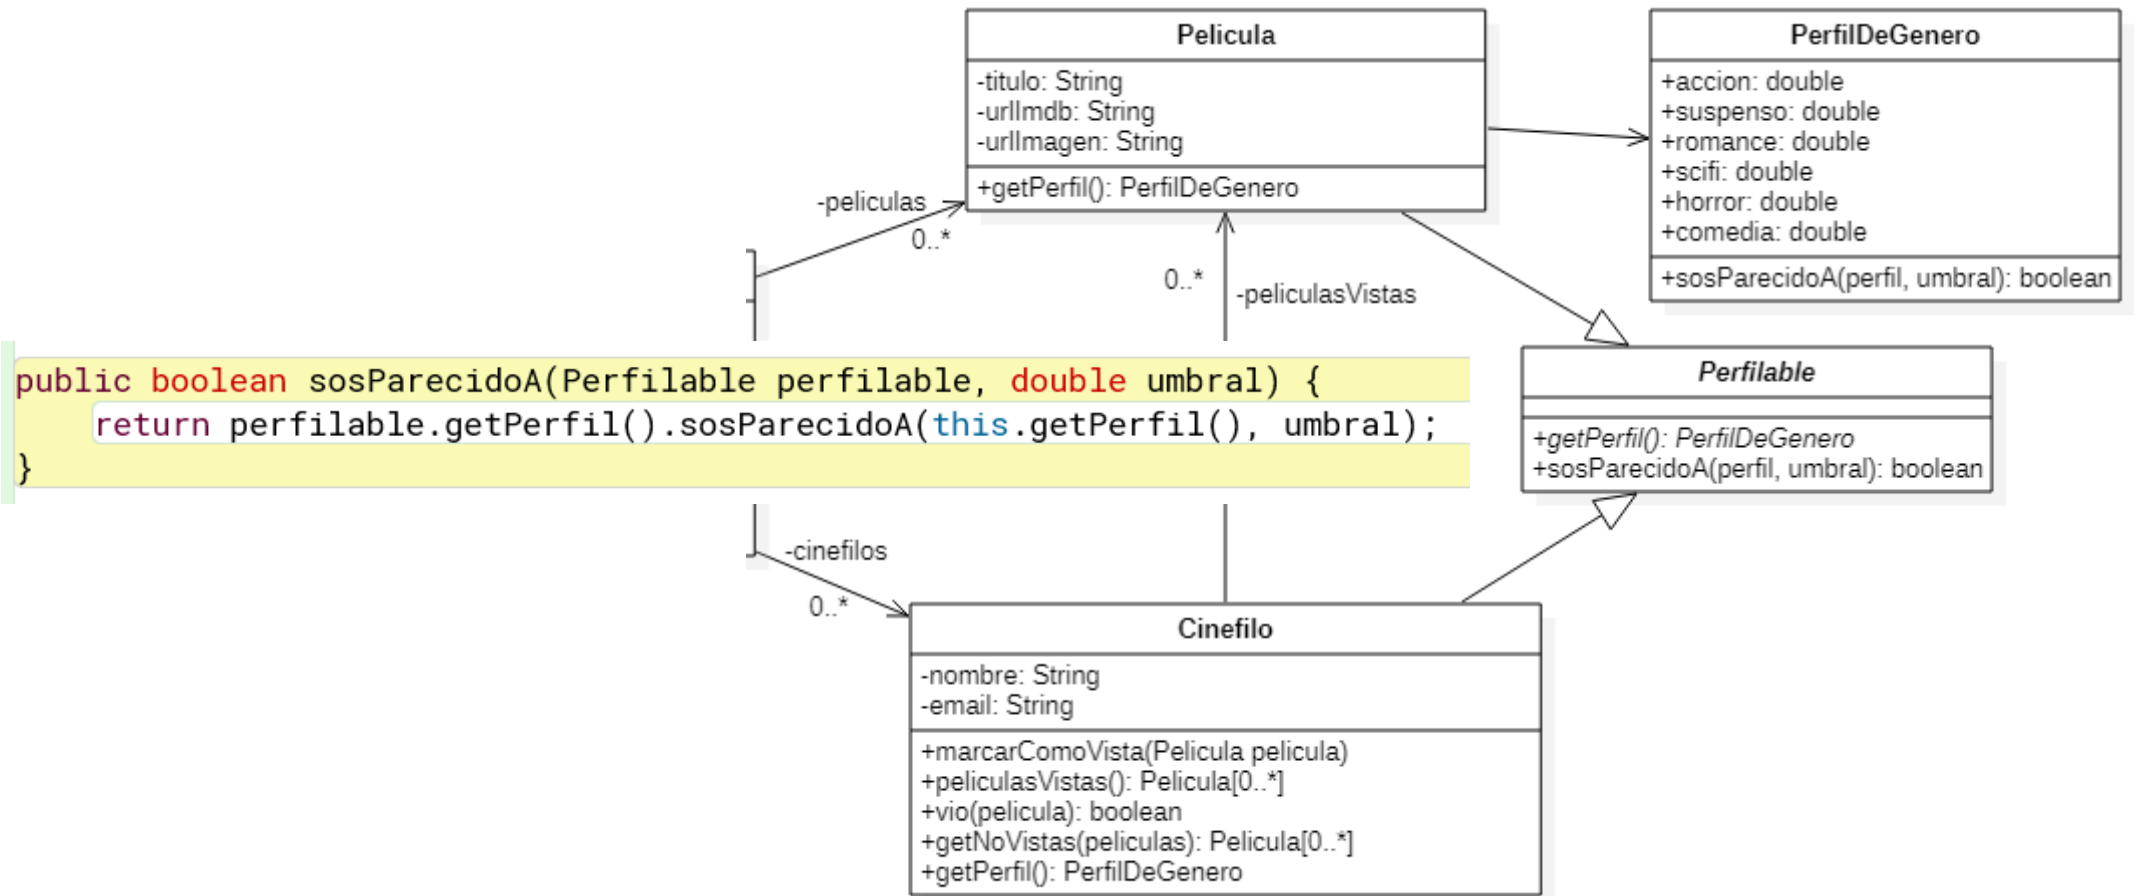 Pelicula
-titulo: String
-urlImdb: String
-urlImagen: String
+getPerfil(): PerfilDeGenero
PerfilDeGenero
+accion: double
+suspenso: double
+romance: double
+scifi: double
+horror: double
+comedia: double
+sosParecidoA(perfil, umbral): boolean
-peliculas
0..*
0..*
-peliculasVistas
public boolean sosParecidoA(Perfilable perfilable, double umbral) {
return perfilable.getPerfil().sosParecidoA(this.getPerfil(), umbral);
}
Perfilable
+getPerfil(): PerfilDeGenero
+sosParecidoA(perfil, umbral): boolean
-cinefilos
0..*
Cinefilo
-nombre: String
-email: String
+marcarComoVista(Pelicula pelicula)
+peliculasVistas(): Pelicula[0..*]
+vio(pelicula): boolean
+getNoVistas(peliculas): Pelicula[0..*]
+getPerfil(): PerfilDeGenero